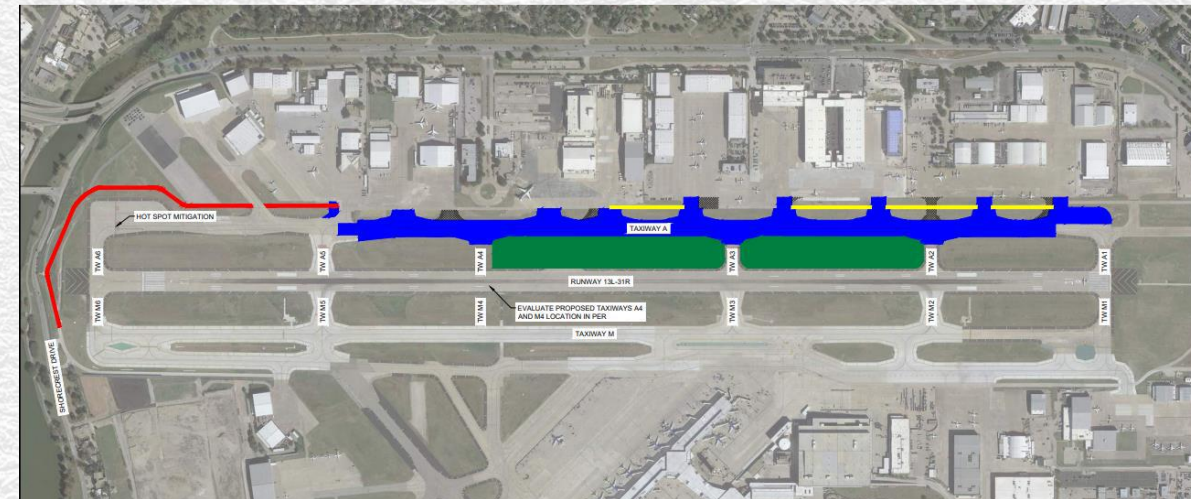 HOT SPOT MITIGATION
TAXIWAY A
TW A6
TW A5
TW A4
TW A3
TW A2
TW A1
RUNWAY 13L-31R
EVALUATE PROPOSED TAXIWAYS A4
AND M4 LOCATION IN PER
TW M6
TW M5
TW M4
TW M3
TW M2
TW M1
TAXIWAY M
SHORECREST DRIVE